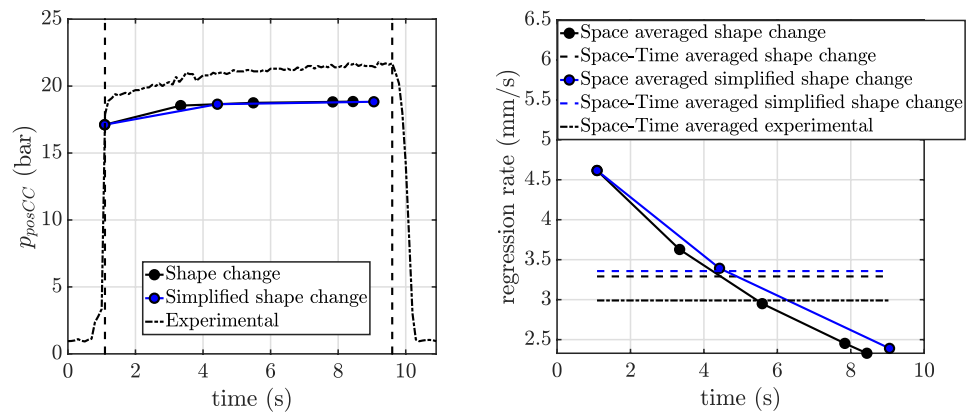 25
20
15
10
5
0
p_posCC (bar)
Shape change
Simplified shape change
Experimental
0 2 4 6 8 10
time (s)
6.5
6
5.5
5
4.5
4
3.5
3
2.5
regression rate (mm/s)
Space averaged shape change
Space-Time averaged shape change
Space averaged simplified shape change
Space-Time averaged simplified shape change
Space-Time averaged experimental
0 2 4 6 8 10
time (s)